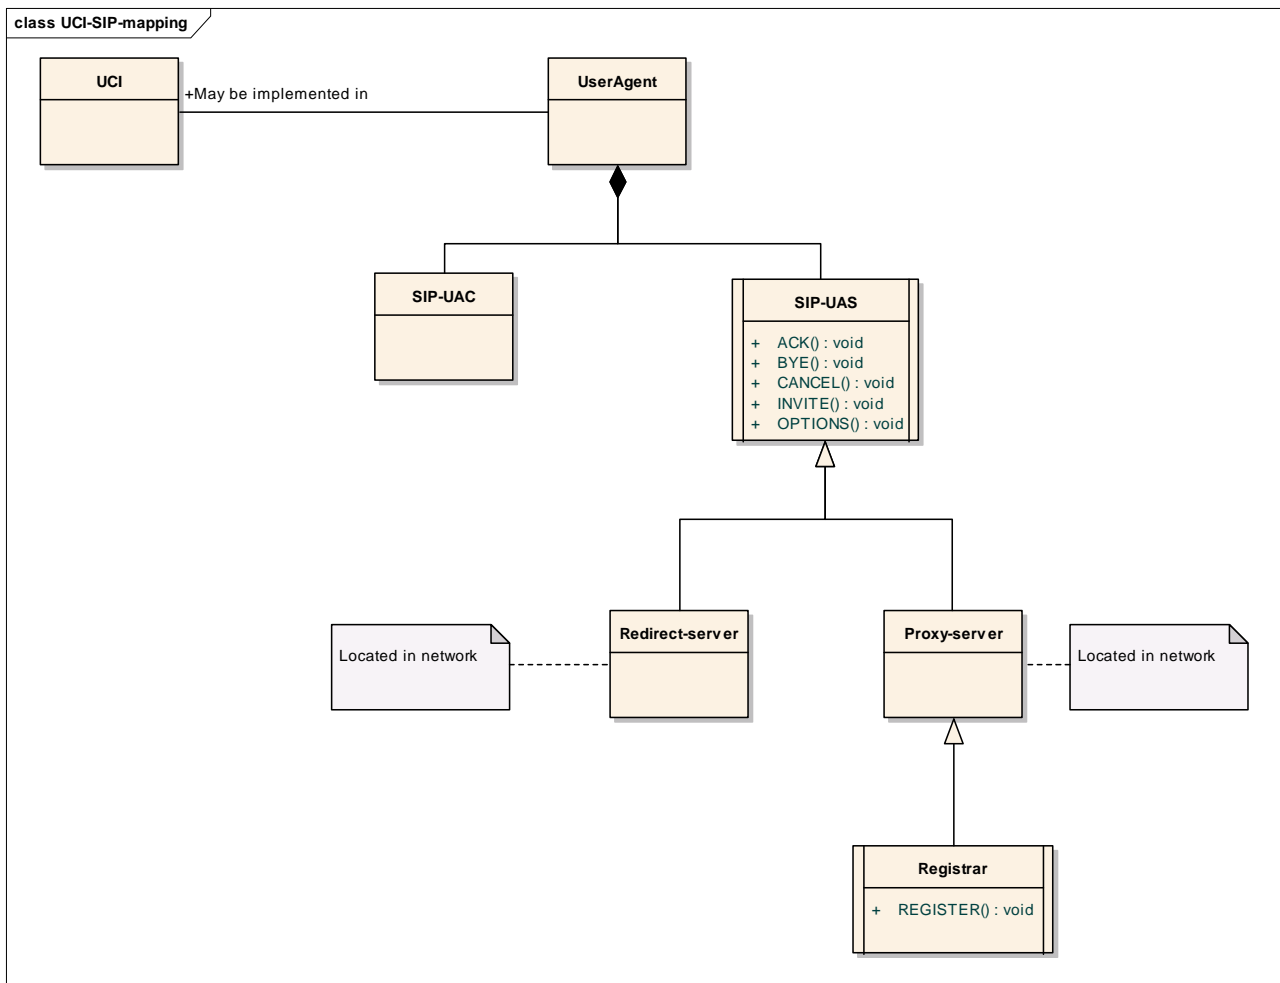 class UCI-SIP-mapping
UCI
+May be implemented in
UserAgent
SIP-UAC
SIP-UAS
+ ACK() : void
+ BYE() : void
+ CANCEL() : void
+ INVITE() : void
+ OPTIONS() : void
Located in network
Redirect-server
Proxy-server
Located in network
Registrar
+ REGISTER() : void